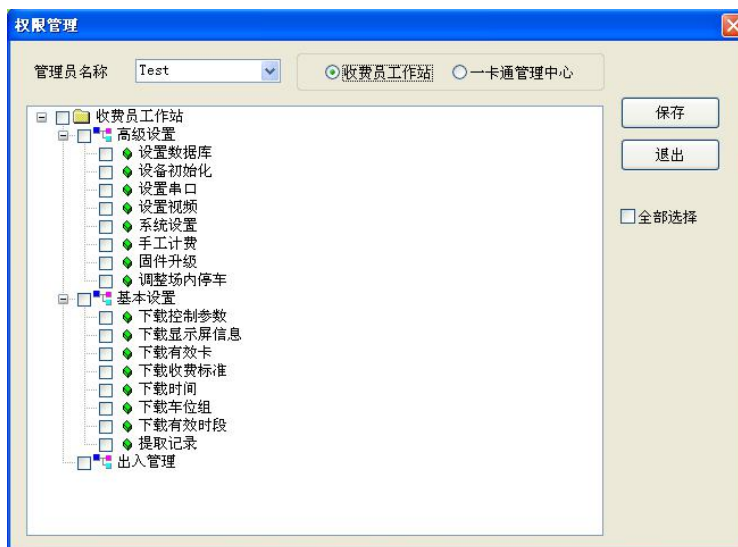 权限管理
管理员名称 Test 收费员工作站 一卡通管理中心
收费员工作站
高级设置
设置数据库
设备初始化
设置串口
设置视频
系统设置
手工计费
固件升级
调整场内停车
基本设置
下载控制参数
下载显示屏信息
下载有效卡
下载收费标准
下载时间
下载车位组
下载有效时段
提取记录
出入管理
保存
退出
全部选择